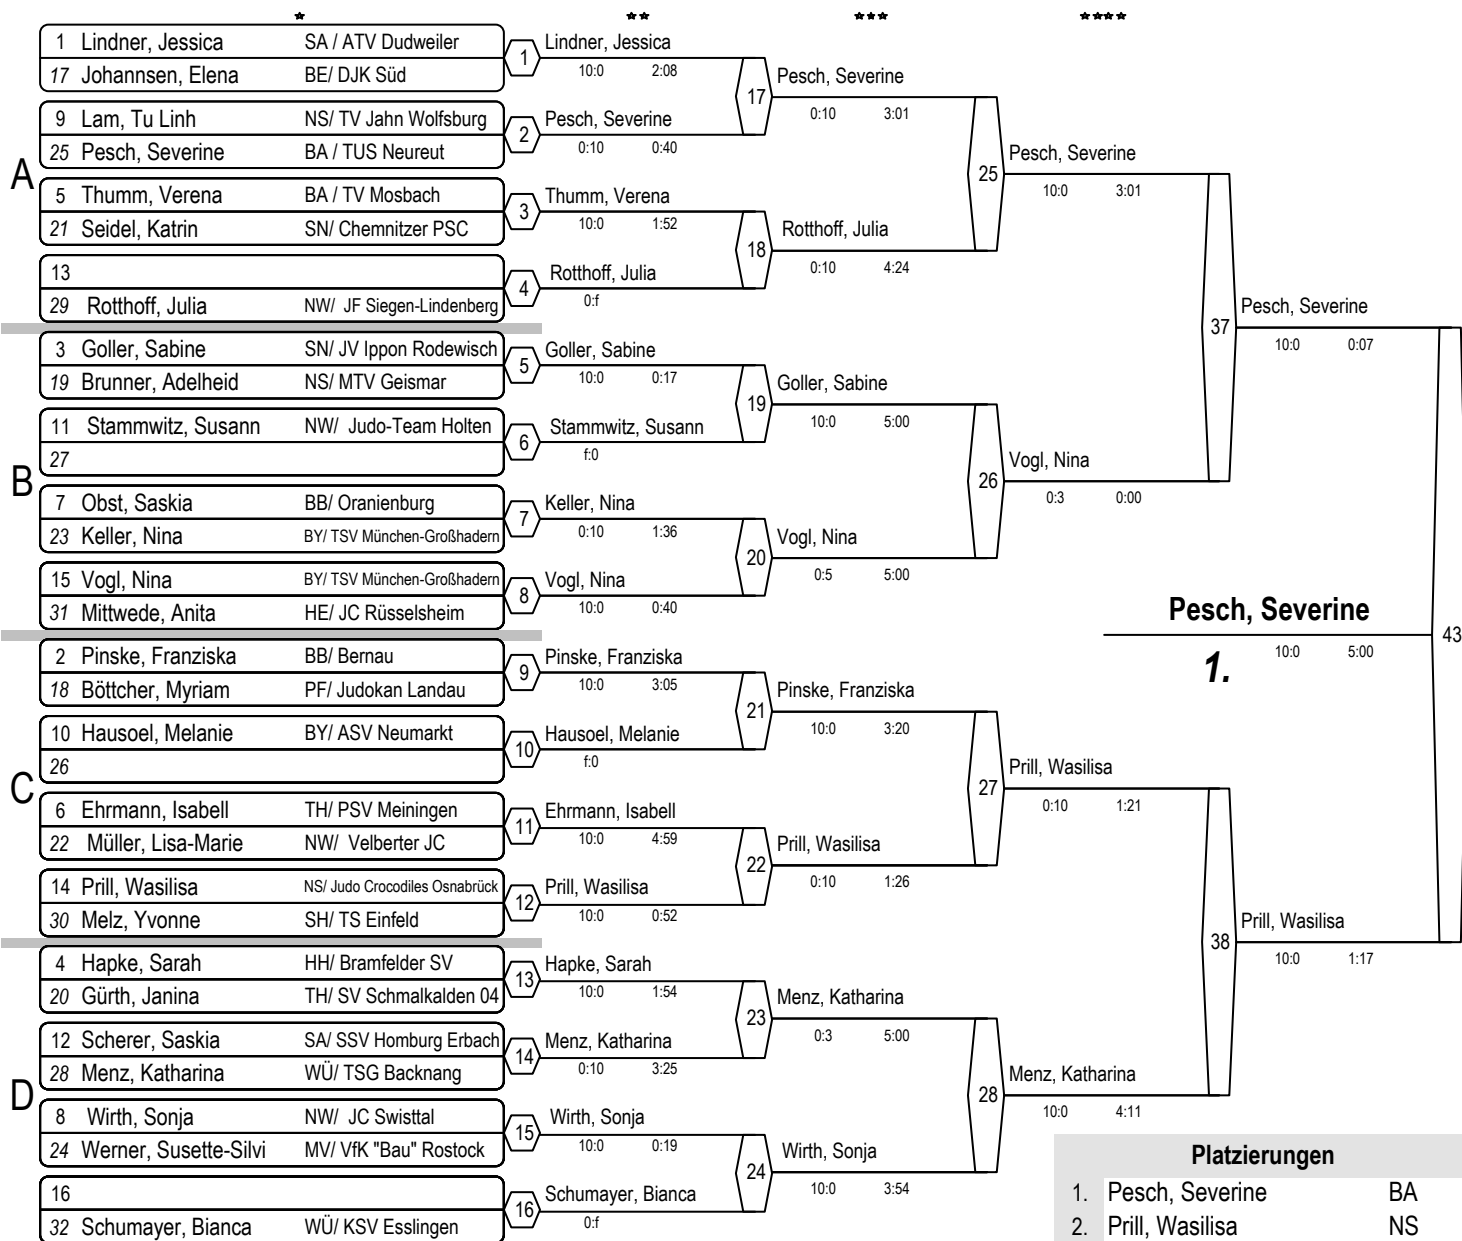 * ** *** ****
1 Lindner, Jessica SA / ATV Dudweiler
17 Johannsen, Elena BE/ DJK Süd
1 Lindner, Jessica
10:0 2:08
9 Lam, Tu Linh NS/ TV Jahn Wolfsburg
25 Pesch, Severine BA / TUS Neureut
2 Pesch, Severine
0:10 0:40
17 Pesch, Severine
0:10 3:01
A
5 Thumm, Verena BA / TV Mosbach
21 Seidel, Katrin SN/ Chemnitzer PSC
3 Thumm, Verena
10:0 1:52
13
29 Rotthoff, Julia NW/ JF Siegen-Lindenberg
4 Rotthoff, Julia
0:f
18 Rotthoff, Julia
0:10 4:24
25 Pesch, Severine
10:0 3:01
3 Goller, Sabine SN/ JV Ippon Rodewisch
19 Brunner, Adelheid NS/ MTV Geismar
5 Goller, Sabine
10:0 0:17
11 Stammwitz, Susann NW/ Judo-Team Holten
27
6 Stammwitz, Susann
f:0
19 Goller, Sabine
10:0 5:00
B
7 Obst, Saskia BB/ Oranienburg
23 Keller, Nina BY/ TSV München-Großhadern
7 Keller, Nina
0:10 1:36
15 Vogl, Nina BY/ TSV München-Großhadern
31 Mittwede, Anita HE/ JC Rüsselsheim
8 Vogl, Nina
10:0 0:40
20 Vogl, Nina
0:5 5:00
26 Vogl, Nina
0:3 0:00
37 Pesch, Severine
10:0 0:07
2 Pinske, Franziska BB/ Bernau
18 Böttcher, Myriam PF/ Judokan Landau
9 Pinske, Franziska
10:0 3:05
10 Hausoel, Melanie BY/ ASV Neumarkt
26
10 Hausoel, Melanie
f:0
21 Pinske, Franziska
10:0 3:20
C
6 Ehrmann, Isabell TH/ PSV Meiningen
22 Müller, Lisa-Marie NW/ Velberter JC
11 Ehrmann, Isabell
10:0 4:59
14 Prill, Wasilisa NS/ Judo Crocodiles Osnabrück
30 Melz, Yvonne SH/ TS Einfeld
12 Prill, Wasilisa
10:0 0:52
22 Prill, Wasilisa
0:10 1:26
27 Prill, Wasilisa
0:10 1:21
4 Hapke, Sarah HH/ Bramfelder SV
20 Gürth, Janina TH/ SV Schmalkalden 04
13 Hapke, Sarah
10:0 1:54
12 Scherer, Saskia SA/ SSV Homburg Erbach
28 Menz, Katharina WÜ/ TSG Backnang
14 Menz, Katharina
0:10 3:25
23 Menz, Katharina
0:3 5:00
D
8 Wirth, Sonja NW/ JC Swisttal
24 Werner, Susette-Silvi MV/ VfK "Bau" Rostock
15 Wirth, Sonja
10:0 0:19
16
32 Schumayer, Bianca WÜ/ KSV Esslingen
16 Schumayer, Bianca
0:f
24 Wirth, Sonja
10:0 3:54
28 Menz, Katharina
10:0 4:11
38 Prill, Wasilisa
10:0 1:17
Pesch, Severine
43
1. 10:0 5:00
Platzierungen
1. Pesch, Severine BA
2. Prill, Wasilisa NS